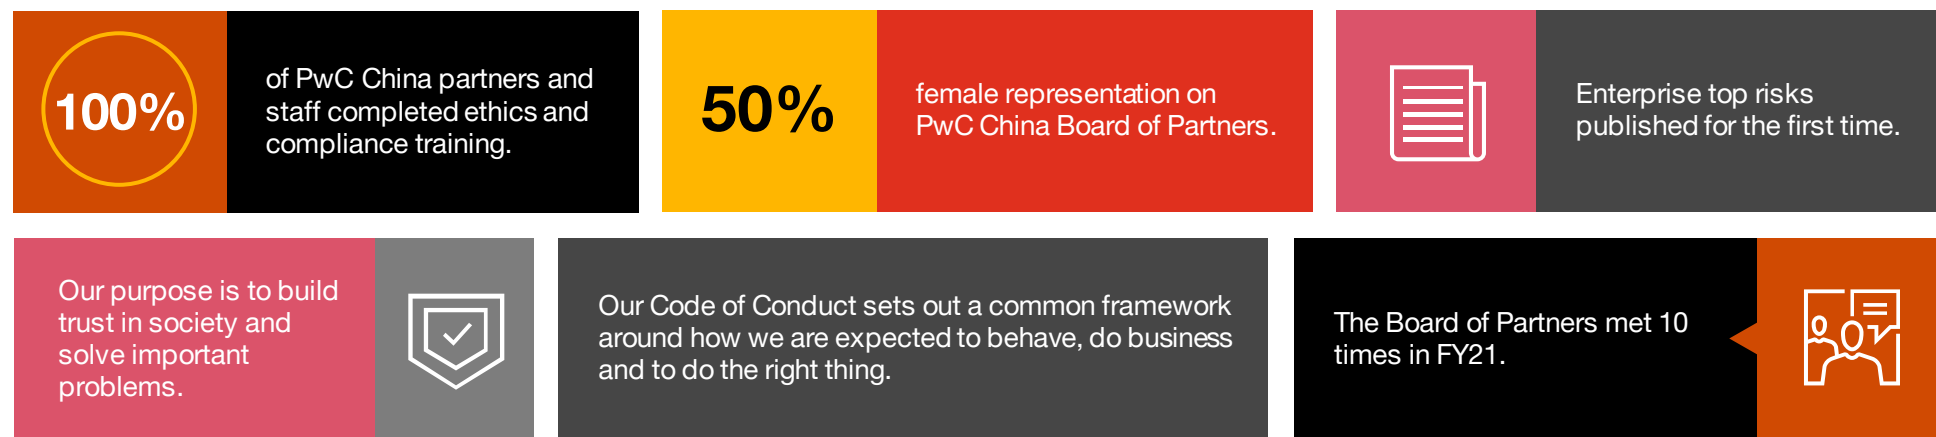 100%
of PwC China partners and
staff completed ethics and
compliance training.
50%
female representation on
PwC China Board of Partners.
Enterprise top risks
published for the first time.
Our purpose is to build
trust in society and
solve important
problems.
Our Code of Conduct sets out a common framework
around how we are expected to behave, do business
and to do the right thing.
The Board of Partners met 10
times in FY21.